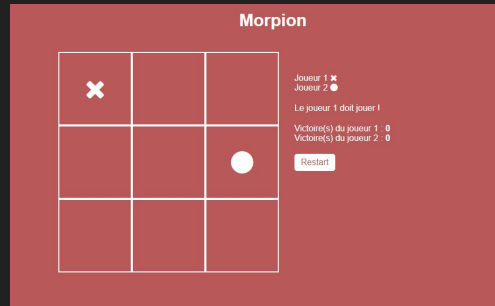 Morpion
Joueur 1 ✖
Joueur 2 ●
Le joueur 1 doit jouer !
Victoire(s) du joueur 1 : 0
Victoire(s) du joueur 2 : 0
Restart